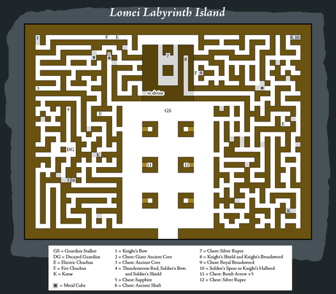 Lomei Labyrinth Island
to shrine
GS
DG
GS = Guardian Stalker
DG = Decayed Guardian
E = Electric Chuchus
F = Fire Chuchus
K = Keese
= Metal Cube
1 = Knight's Bow
2 = Chest: Giant Ancient Core
3 = Chest: Ancient Core
4 = Thunderstorm Rod, Soldier's Bow,
and Soldier's Shield
5 = Chest: Sapphire
6 = Chest: Ancient Shaft
7 = Chest: Silver Rupee
8 = Knight's Shield and Knight's Broadsword
9 = Chest: Royal Broadsword
10 = Soldier's Spear or Knight's Halberd
11 = Chest: Bomb Arrow × 5
12 = Chest: Silver Rupee